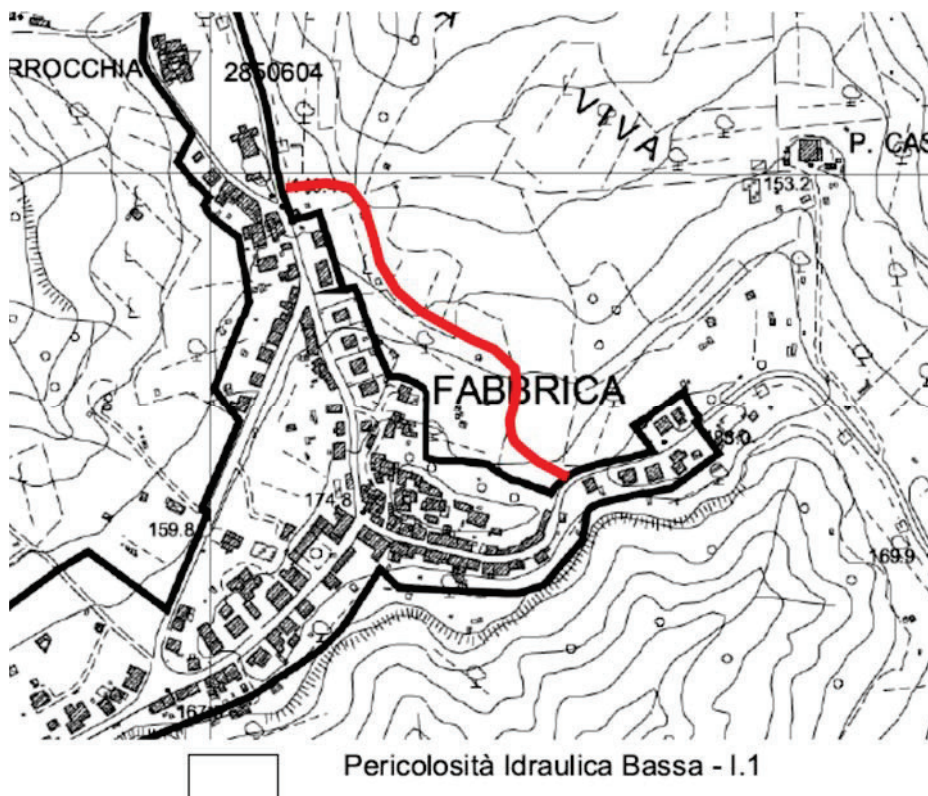 RROCCHIA
2850604
VIVA
P. CAS
153.2
FABBRICA
174.8
159.8
169.9
Pericolosità Idraulica Bassa - I.1